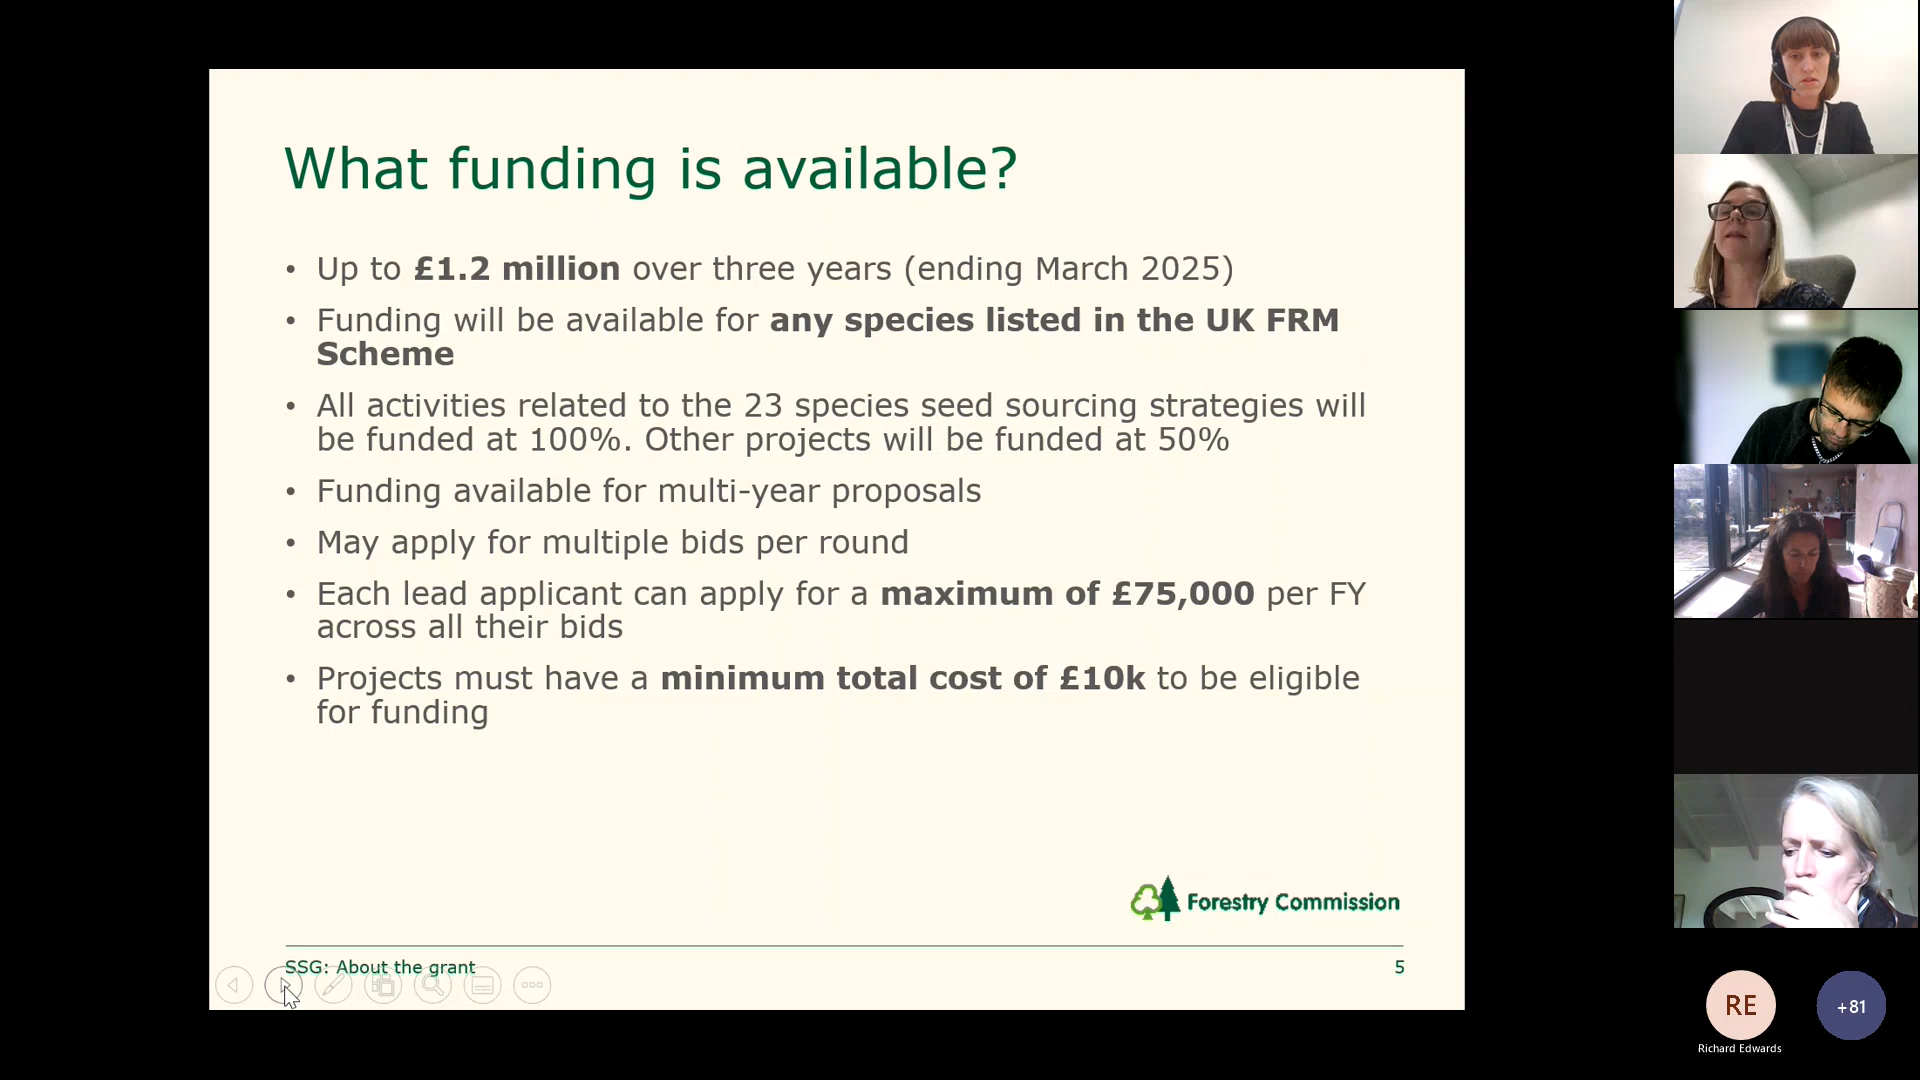 What funding is available?
• Up to £1.2 million over three years (ending March 2025)
• Funding will be available for any species listed in the UK FRM
Scheme
• All activities related to the 23 species seed sourcing strategies will
be funded at 100%. Other projects will be funded at 50%
• Funding available for multi-year proposals
• May apply for multiple bids per round
• Each lead applicant can apply for a maximum of £75,000 per FY
across all their bids
• Projects must have a minimum total cost of £10k to be eligible
for funding
Forestry Commission
SSG: About the grant
5
RE
+81
Richard Edwards